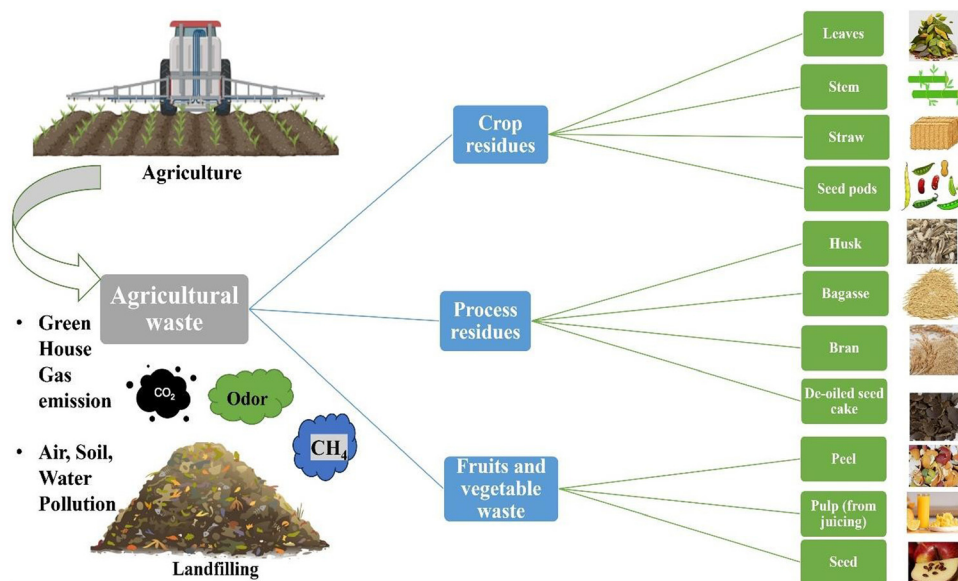 Agriculture
Agricultural
waste
• Green
House
Gas
emission
• Air, Soil,
Water
Pollution
CO₂
Odor
CH₄
Landfilling
Crop
residues
Leaves
Stem
Straw
Seed pods
Process
residues
Husk
Bagasse
Bran
De-oiled seed
cake
Fruits and
vegetable
waste
Peel
Pulp (from
juicing)
Seed